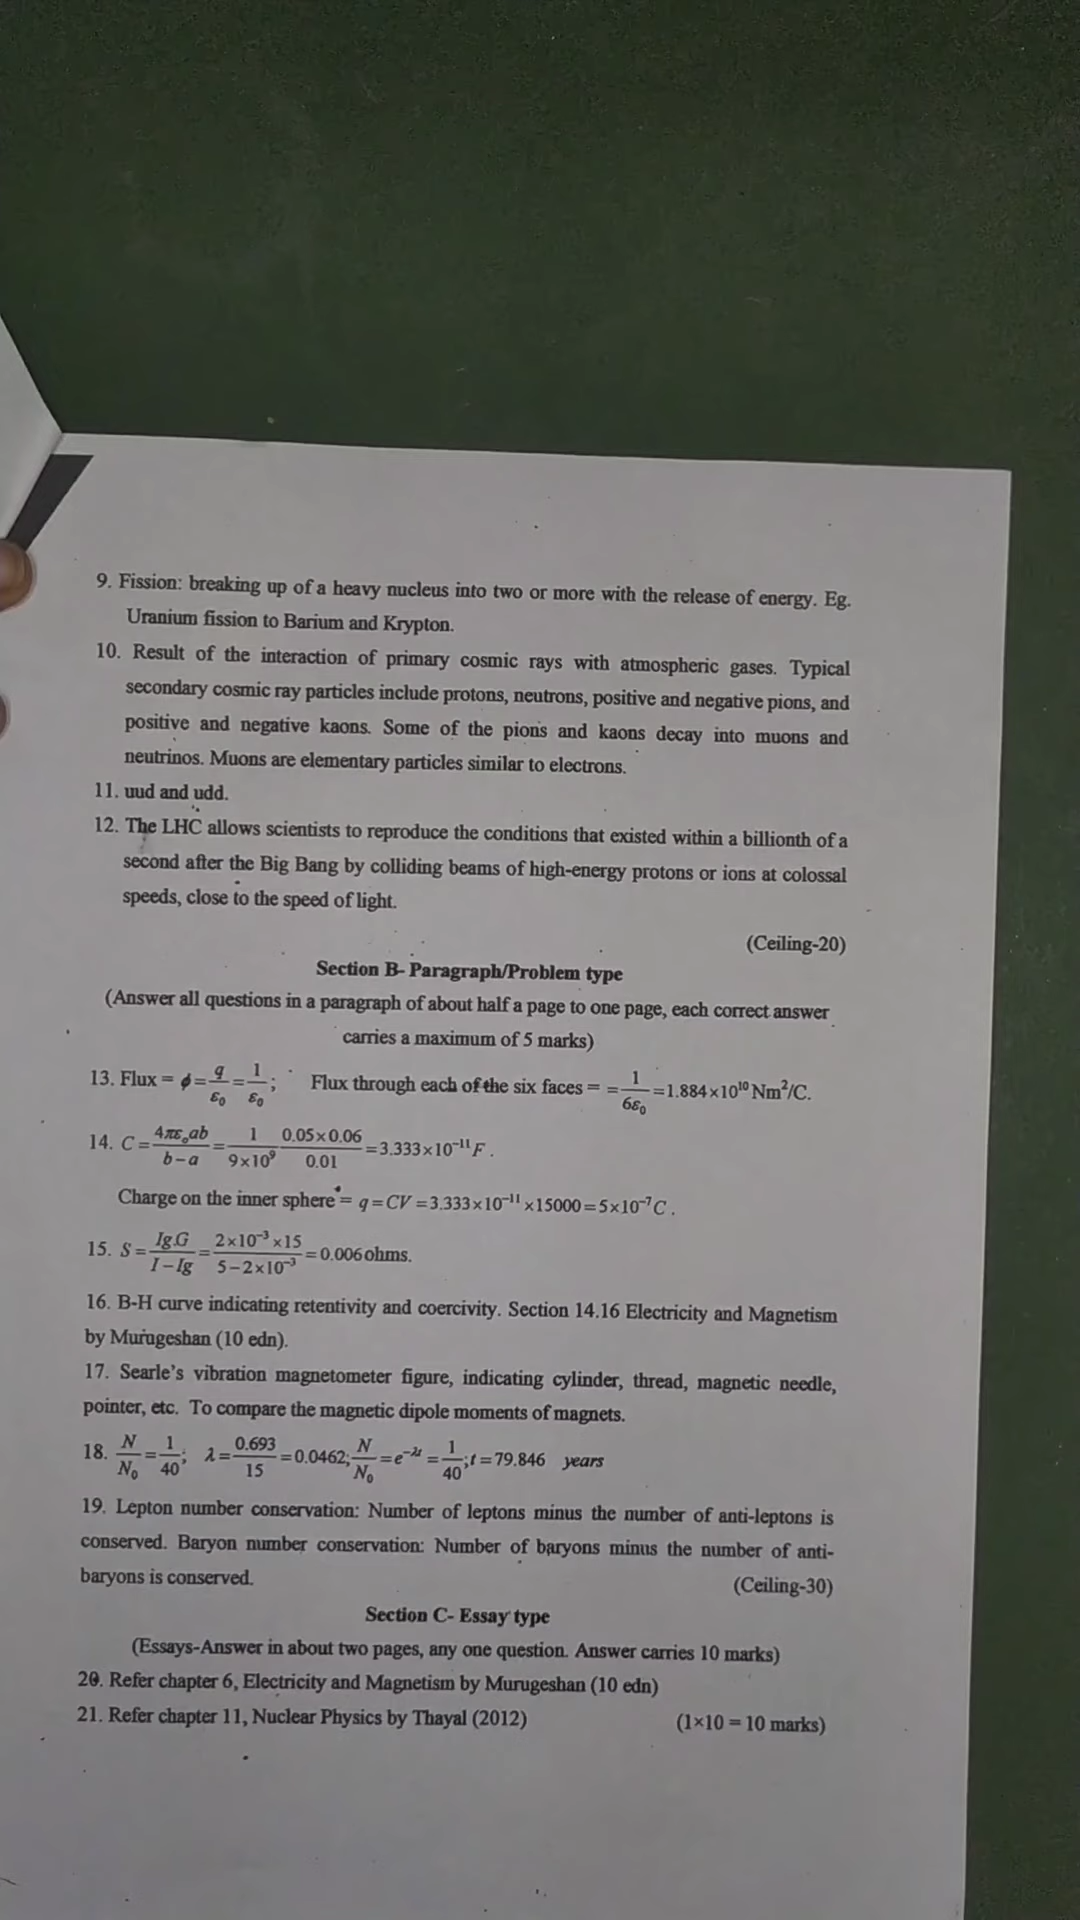 9. Fission: breaking up of a heavy nucleus into two or more with the release of energy. Eg.
Uranium fission to Barium and Krypton.
10. Result of the interaction of primary cosmic rays with atmospheric gases. Typical
secondary cosmic ray particles include protons, neutrons, positive and negative pions, and
positive and negative kaons. Some of the pions and kaons decay into muons and
neutrinos. Muons are elementary particles similar to electrons.
11. uud and udd.
12. The LHC allows scientists to reproduce the conditions that existed within a billionth of a
second after the Big Bang by colliding beams of high-energy protons or ions at colossal
speeds, close to the speed of light.
(Ceiling-20)
Section B- Paragraph/Problem type
(Answer all questions in a paragraph of about half a page to one page, each correct answer
carries a maximum of 5 marks)
13. Flux = ϕ = q/ε₀ = 1/ε₀; Flux through each of the six faces = = 1/6ε₀ = 1.884×10¹⁰ Nm²/C.
14. C = 4πε₀ab/b−a = 1/9×10⁹ 0.05×0.06/0.01 = 3.333×10⁻¹¹ F.
Charge on the inner sphere = q = CV = 3.333×10⁻¹¹ ×15000 = 5×10⁻⁷ C.
15. S = Ig.G/I−Ig = 2×10⁻³×15/5−2×10⁻³ = 0.006 ohms.
16. B-H curve indicating retentivity and coercivity. Section 14.16 Electricity and Magnetism
by Murugeshan (10 edn).
17. Searle's vibration magnetometer figure, indicating cylinder, thread, magnetic needle,
pointer, etc. To compare the magnetic dipole moments of magnets.
18. N/N₀ = 1/40; λ = 0.693/15 = 0.0462; N/N₀ = e^−λt = 1/40; t = 79.846 years
19. Lepton number conservation: Number of leptons minus the number of anti-leptons is
conserved. Baryon number conservation: Number of baryons minus the number of anti-
baryons is conserved.
(Ceiling-30)
Section C- Essay type
(Essays-Answer in about two pages, any one question. Answer carries 10 marks)
20. Refer chapter 6, Electricity and Magnetism by Murugeshan (10 edn)
21. Refer chapter 11, Nuclear Physics by Thayal (2012)
(1×10 = 10 marks)